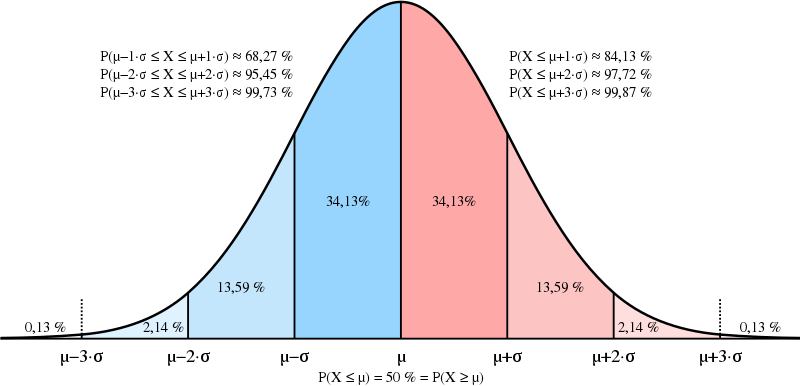 P(μ–1·σ ≤ X ≤ μ+1·σ) ≈ 68,27 %
P(μ–2·σ ≤ X ≤ μ+2·σ) ≈ 95,45 %
P(μ–3·σ ≤ X ≤ μ+3·σ) ≈ 99,73 %
P(X ≤ μ+1·σ) ≈ 84,13 %
P(X ≤ μ+2·σ) ≈ 97,72 %
P(X ≤ μ+3·σ) ≈ 99,87 %
34,13%
34,13%
13,59 %
13,59 %
0,13 %
2,14 %
2,14 %
0,13 %
μ–3·σ
μ–2·σ
μ–σ
μ
μ+σ
μ+2·σ
μ+3·σ
P(X ≤ μ) = 50 % = P(X ≥ μ)